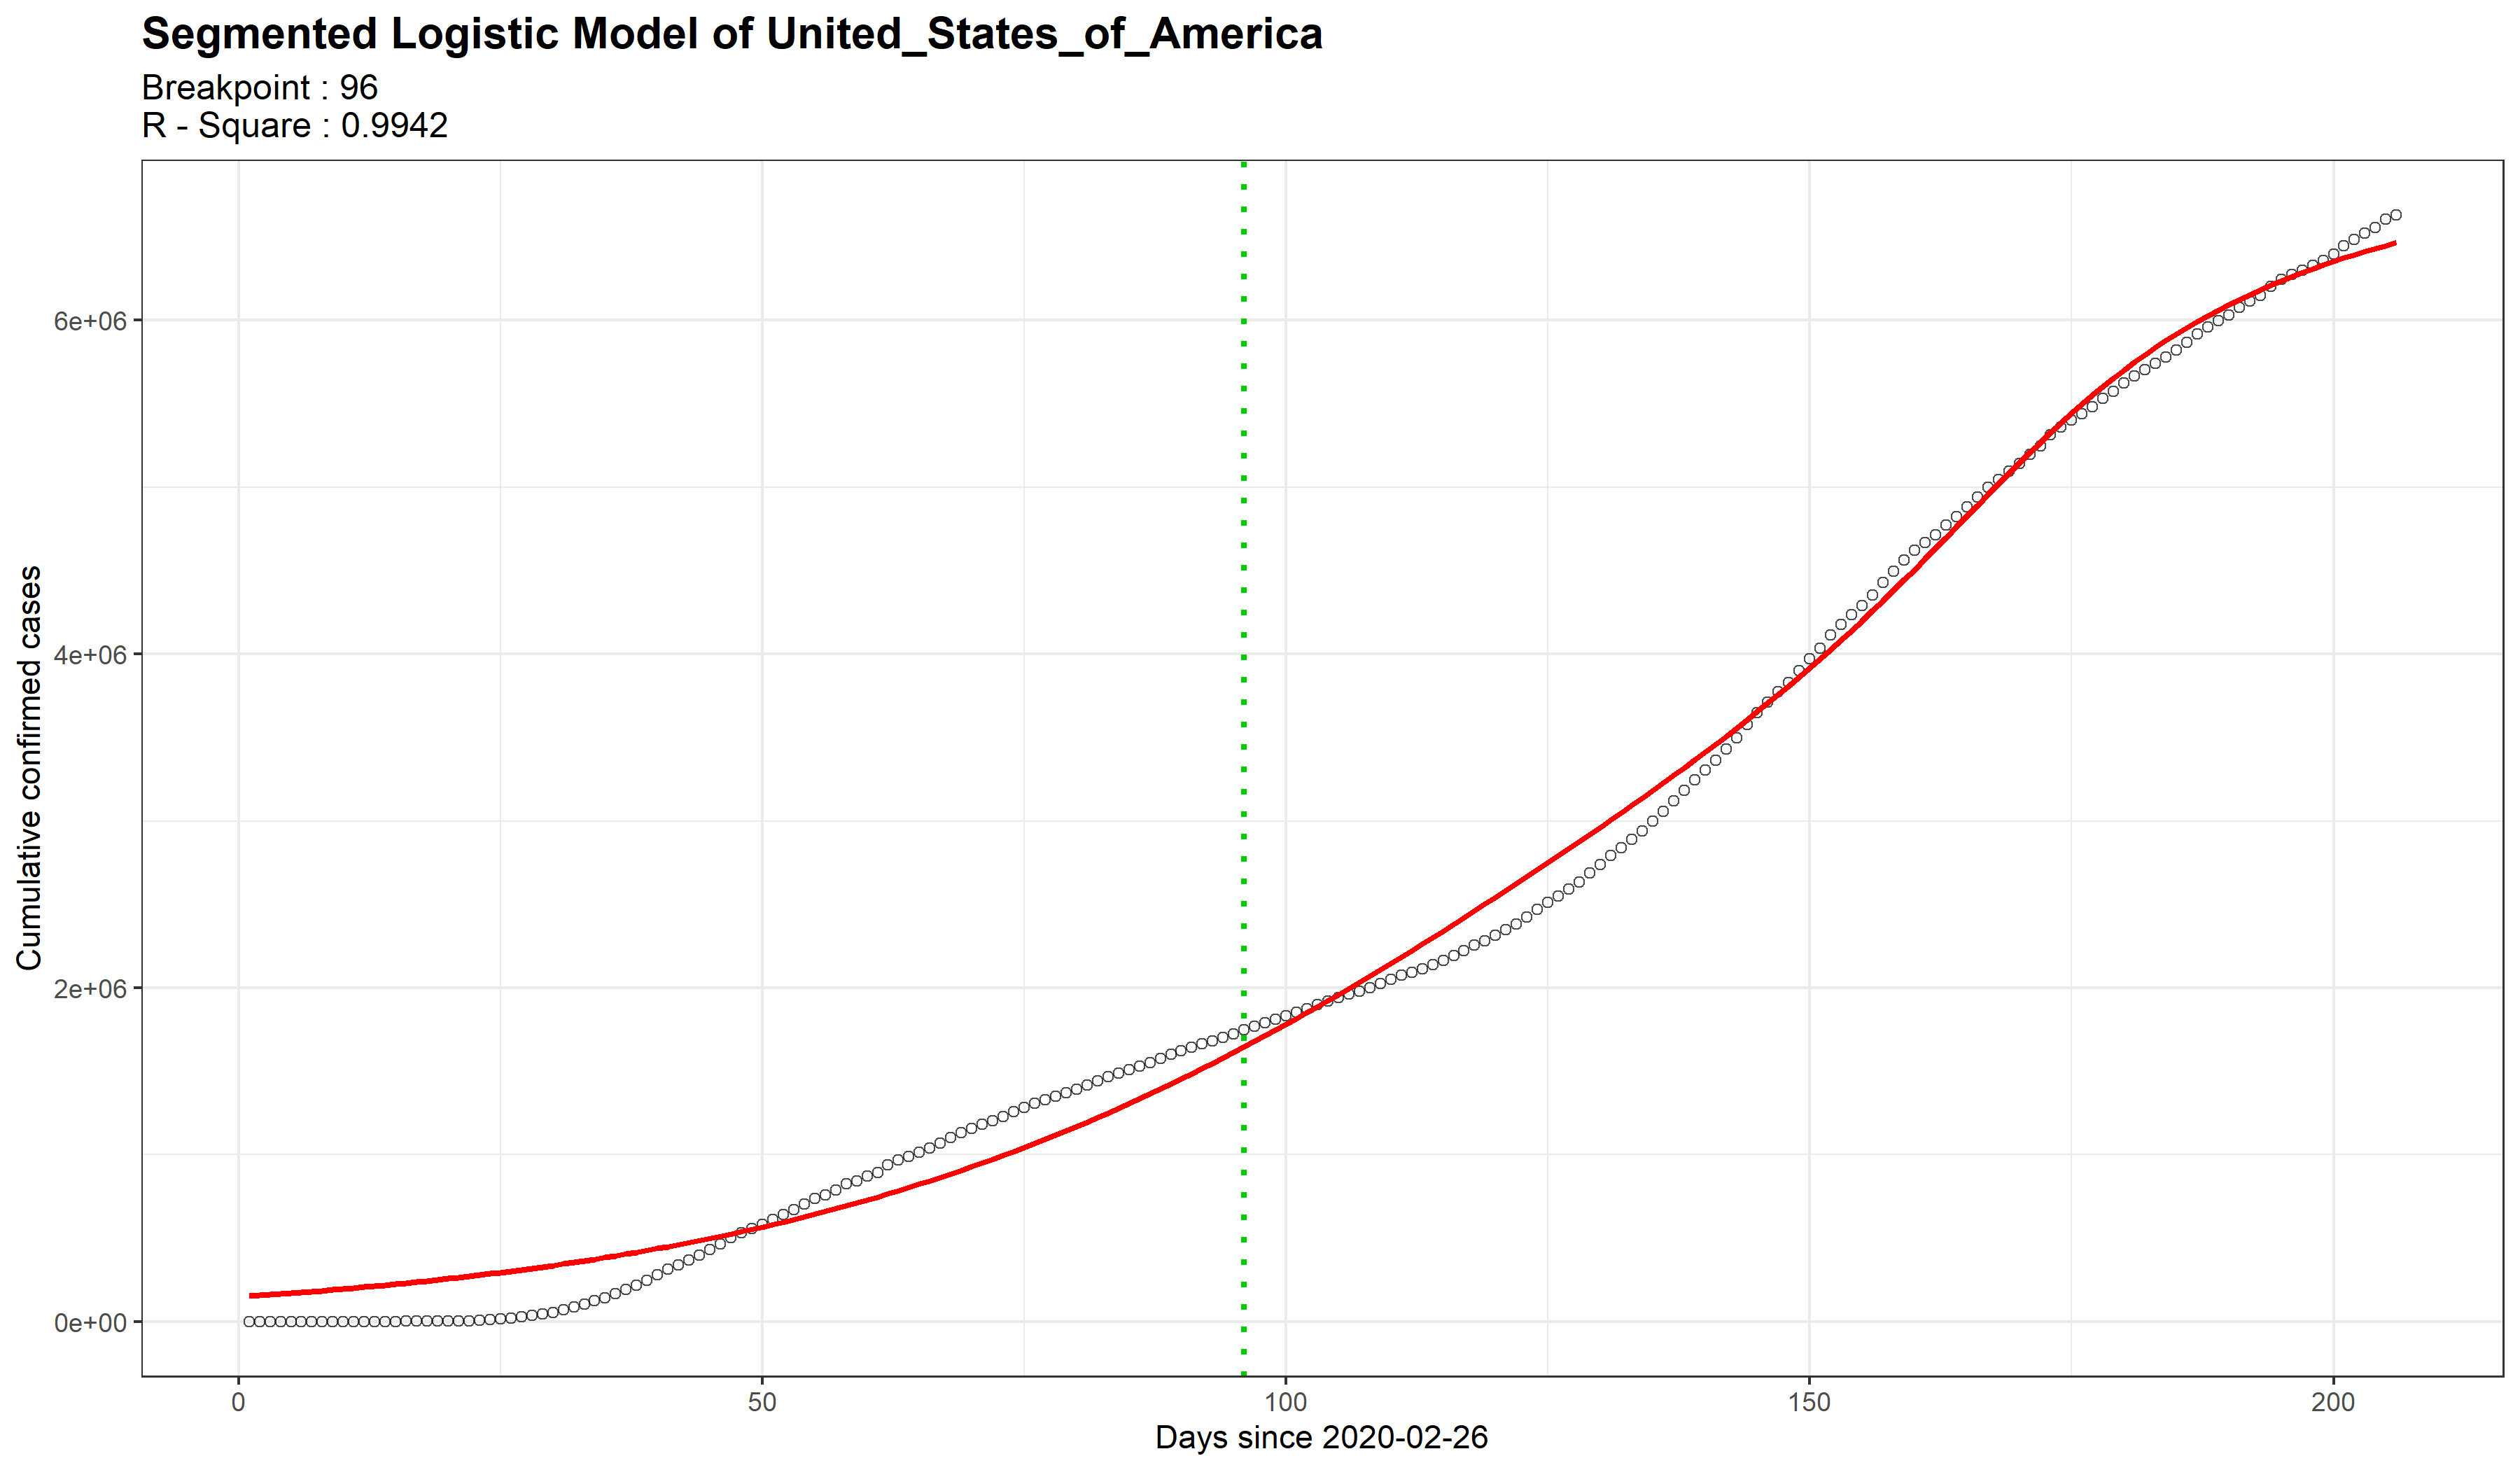 Segmented Logistic Model of United_States_of_America
Breakpoint : 96
R - Square : 0.9942
Cumulative confirmed cases
6e+06
4e+06
2e+06
0e+00
0 50 100 150 200
Days since 2020-02-26